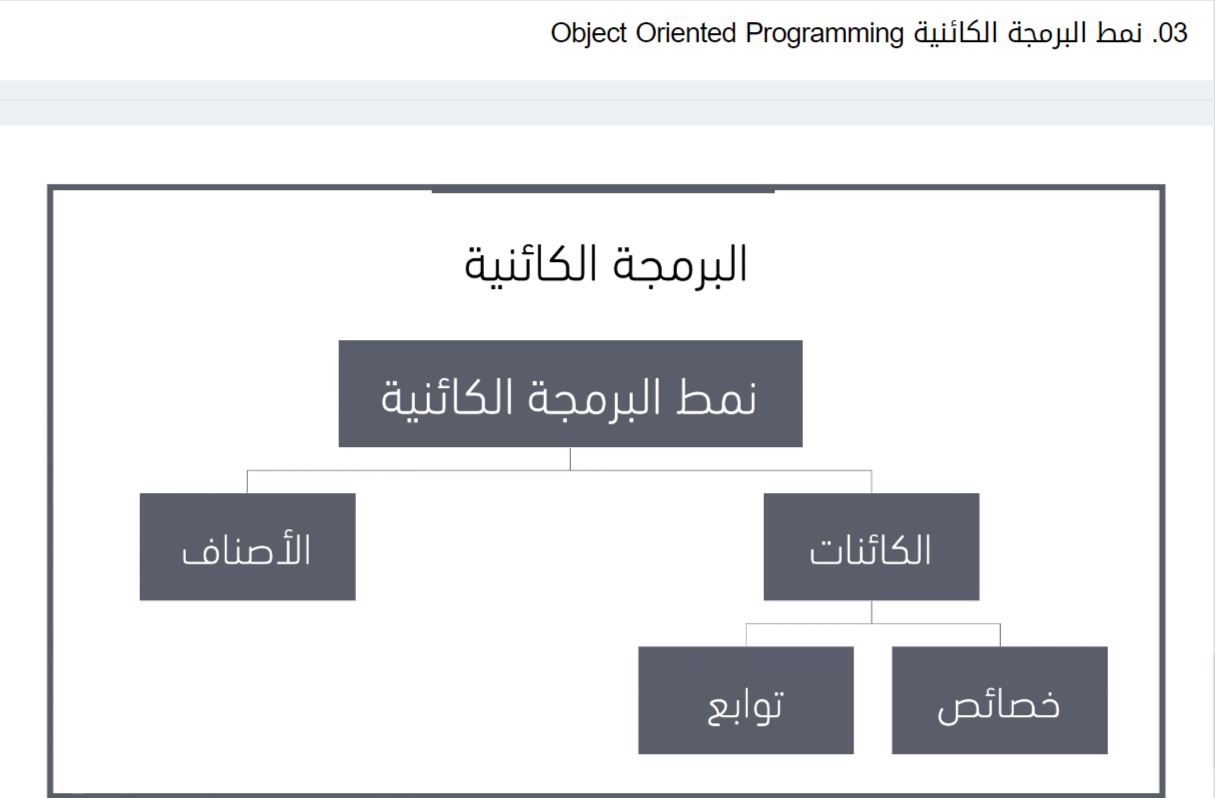 03. نمط البرمجة الكائنية Object Oriented Programming
البرمجة الكائنية
نمط البرمجة الكائنية
الكائنات
الأصناف
خصائص
توابع